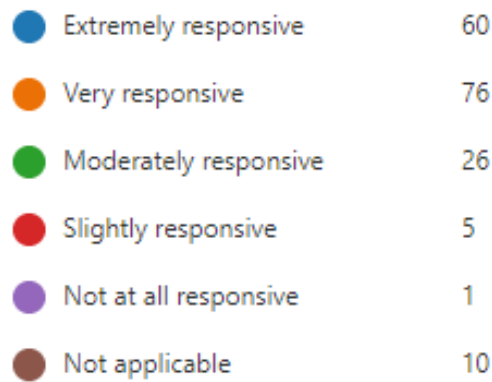 Extremely responsive 60
Very responsive 76
Moderately responsive 26
Slightly responsive 5
Not at all responsive 1
Not applicable 10